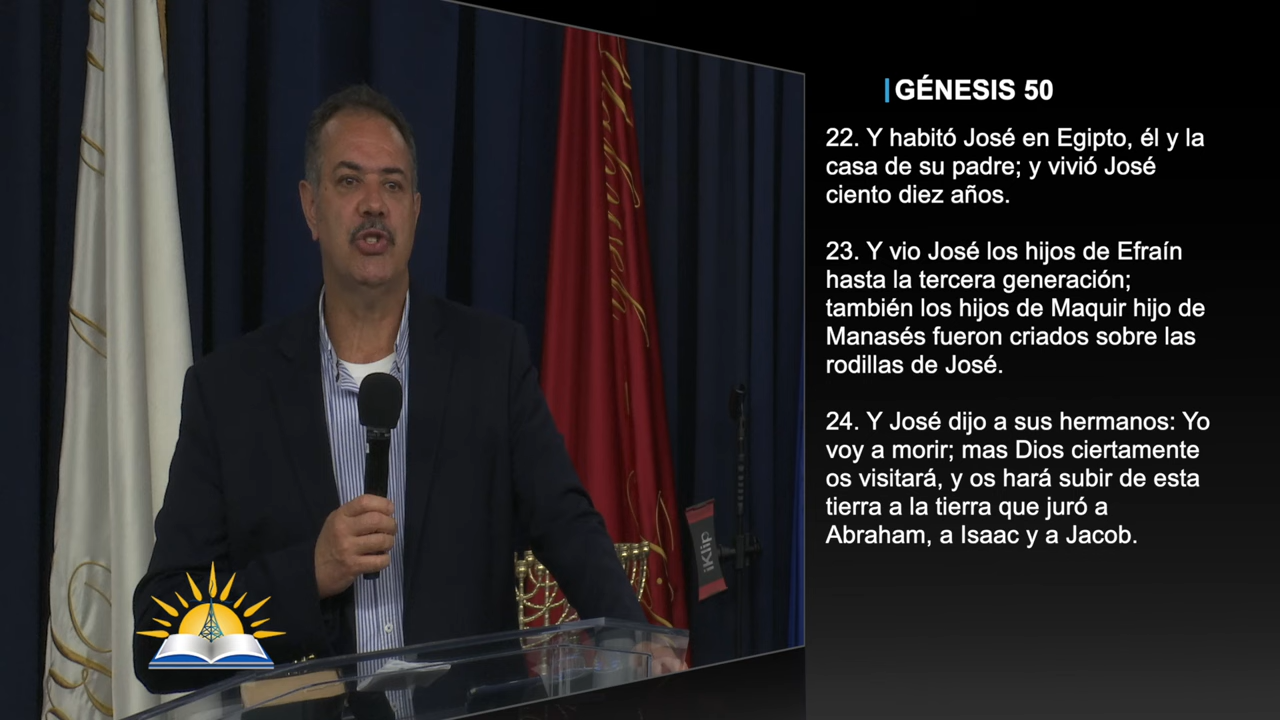 GÉNESIS 50
22. Y habitó José en Egipto, él y la
casa de su padre; y vivió José
ciento diez años.
23. Y vio José los hijos de Efraín
hasta la tercera generación;
también los hijos de Maquir hijo de
Manasés fueron criados sobre las
rodillas de José.
24. Y José dijo a sus hermanos: Yo
voy a morir; mas Dios ciertamente
os visitará, y os hará subir de esta
tierra a la tierra que juró a
Abraham, a Isaac y a Jacob.
iKlip